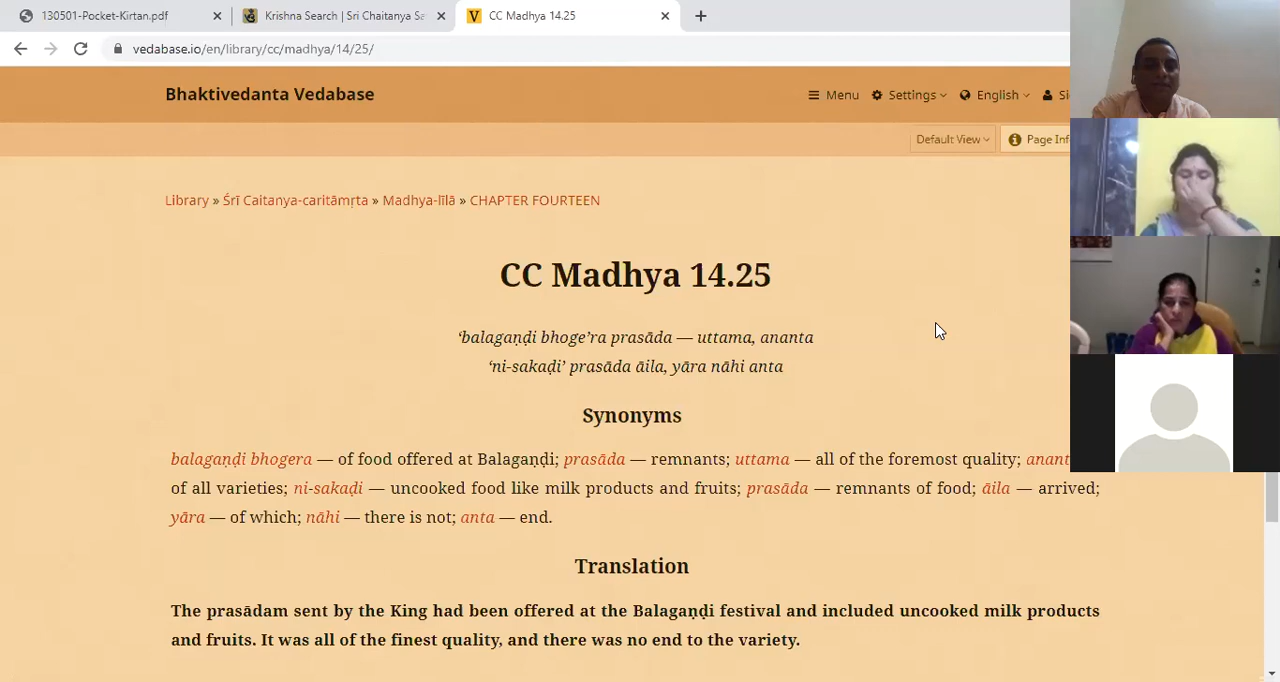 130501-Pocket-Kirtan.pdf
Krishna Search | Sri Chaitanya Sa
CC Madhya 14.25
vedabase.io/en/library/cc/madhya/14/25/
Bhaktivedanta Vedabase
Menu Settings English
Default View Page
Library » Śrī Caitanya-caritāmṛta » Madhya-līlā » CHAPTER FOURTEEN
CC Madhya 14.25
‘balagaṇḍi bhoge’ra prasāda — uttama, ananta
‘ni-sakaḍi’ prasāda āila, yāra nāhi anta
Synonyms
balagaṇḍi bhogera — of food offered at Balagaṇḍi; prasāda — remnants; uttama — all of the foremost quality;
of all varieties; ni-sakaḍi — uncooked food like milk products and fruits; prasāda — remnants of food; āila — arrived;
yāra — of which; nāhi — there is not; anta — end.
Translation
The prasādam sent by the King had been offered at the Balagaṇḍi festival and included uncooked milk products
and fruits. It was all of the finest quality, and there was no end to the variety.